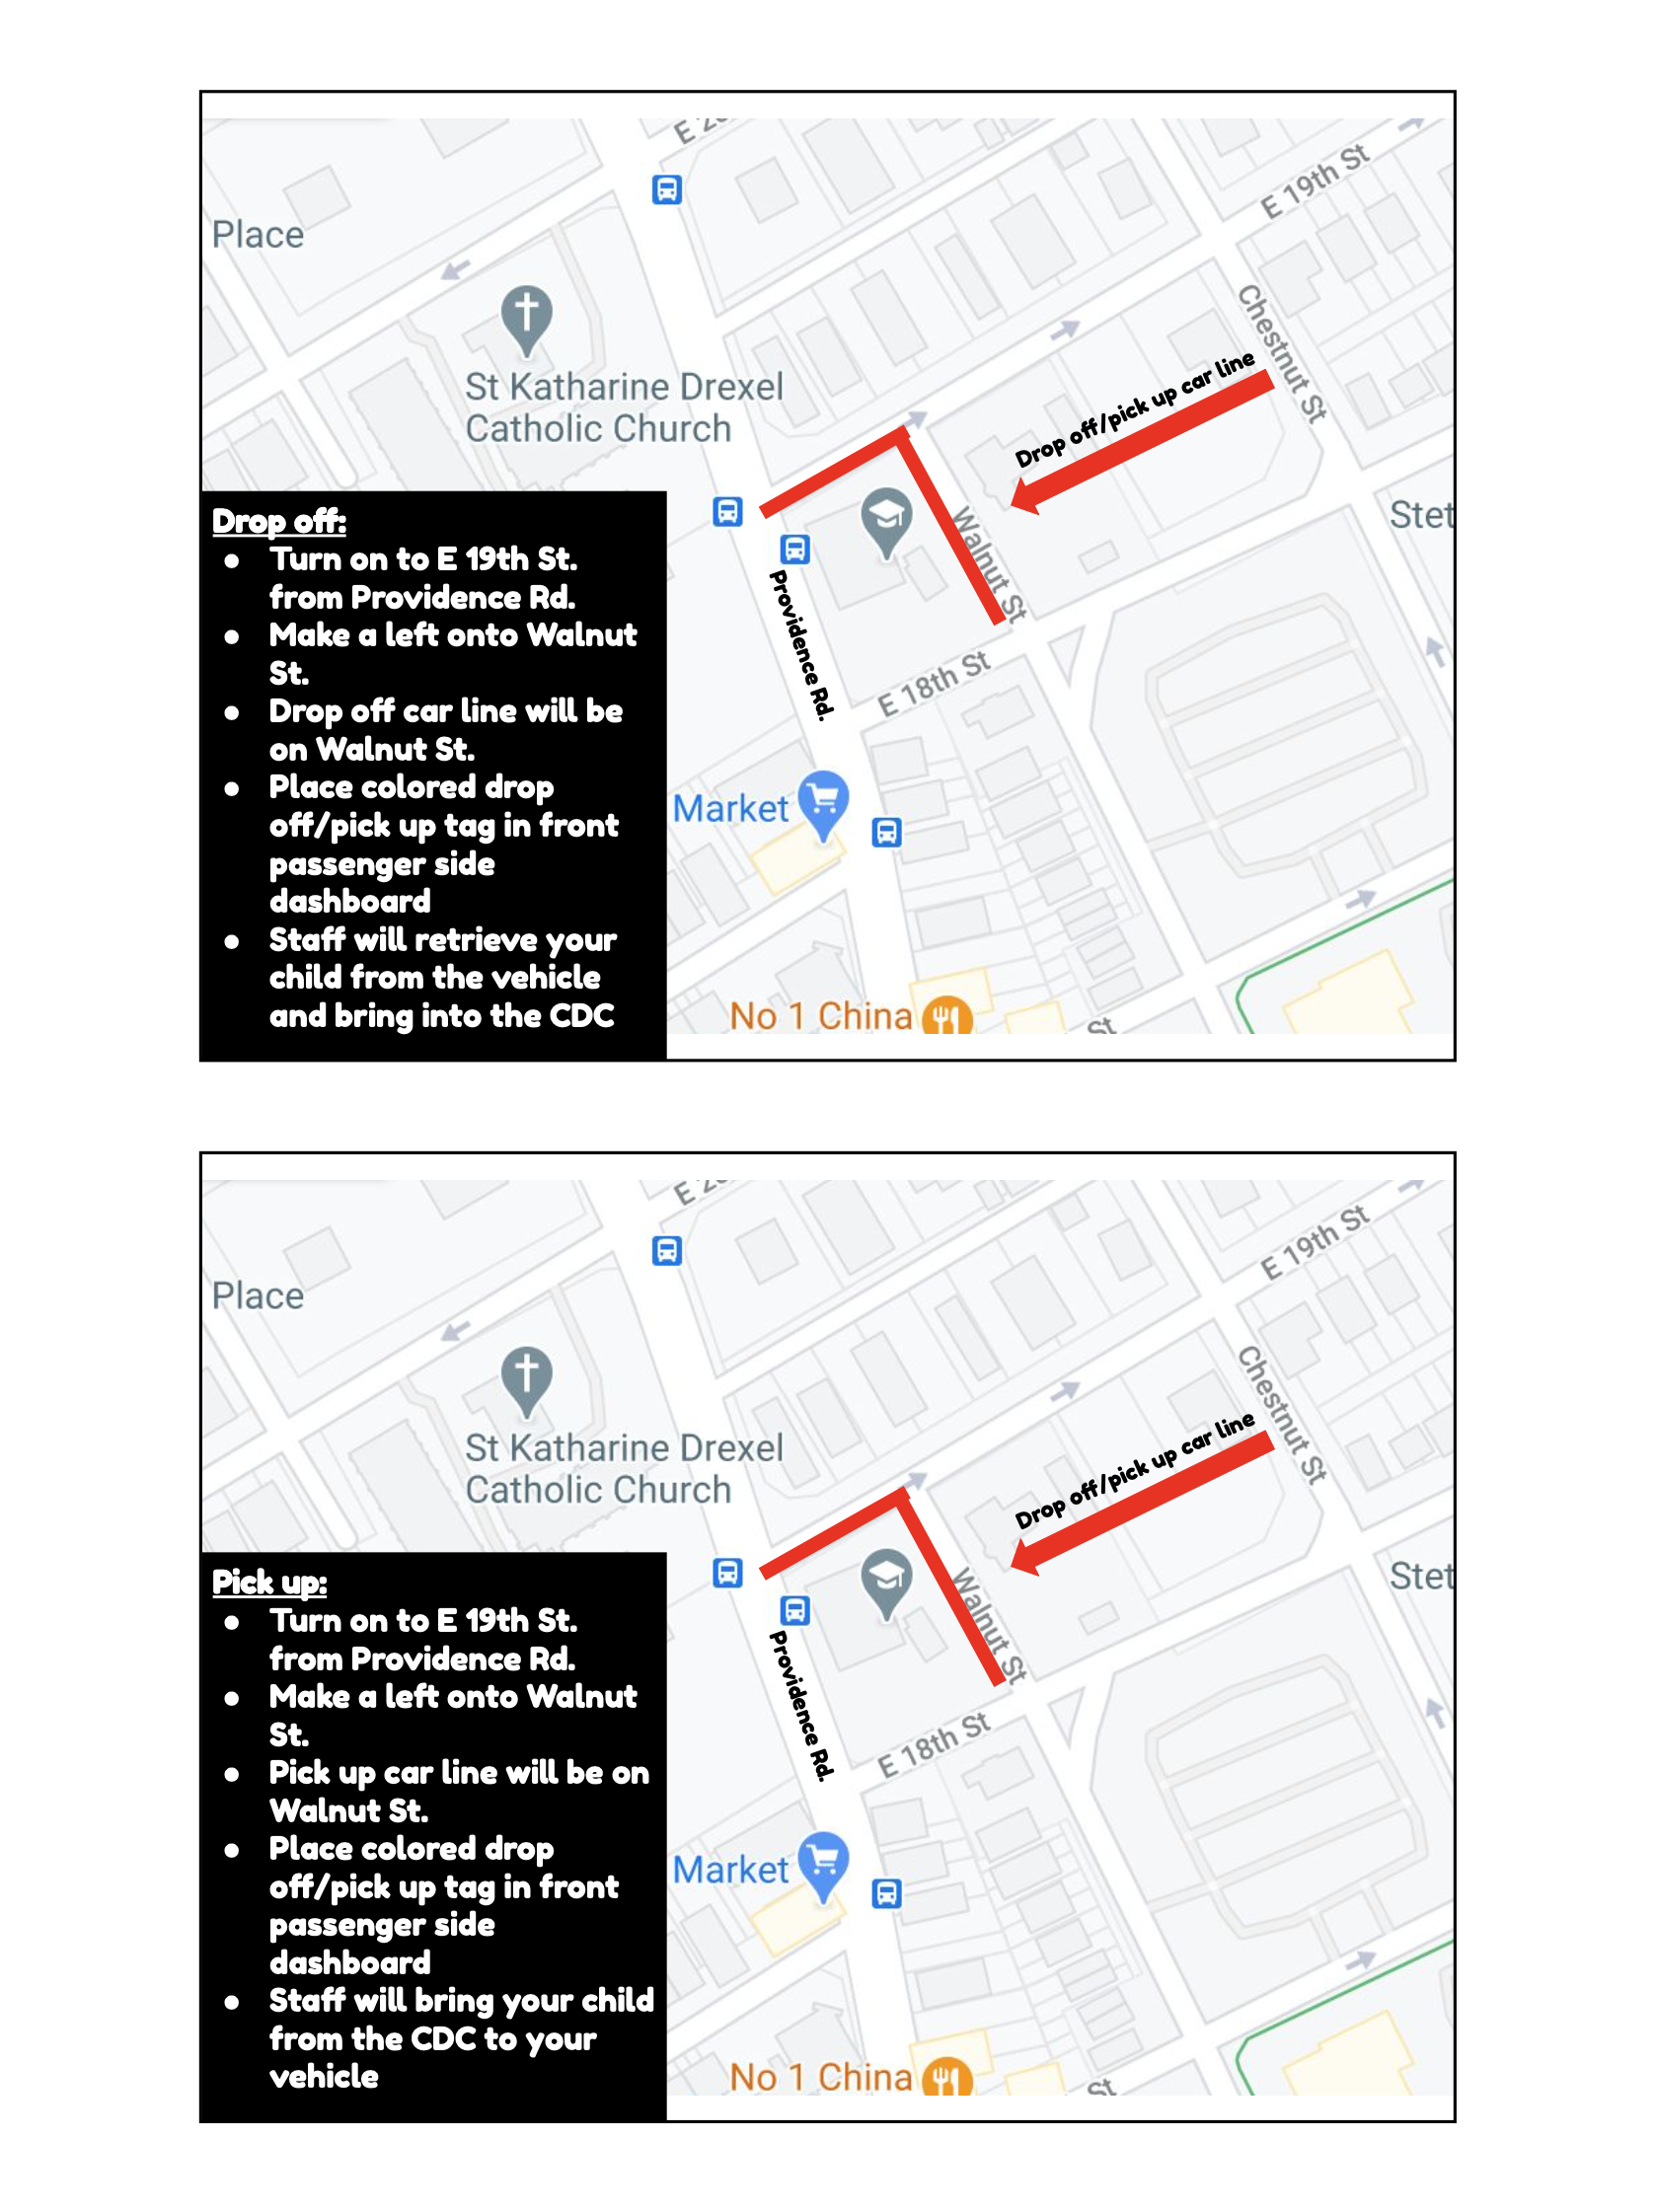 E 19th St
Place
Chestnut St
St Katharine Drexel
Catholic Church
Drop off/pick up car line
Walnut St
Providence Rd.
E 18th St
Market
No 1 China
St
Drop off:
● Turn on to E 19th St.
from Providence Rd.
● Make a left onto Walnut
St.
● Drop off car line will be
on Walnut St.
● Place colored drop
off/pick up tag in front
passenger side
dashboard
● Staff will retrieve your
child from the vehicle
and bring into the CDC
E 19th St
Place
Chestnut St
St Katharine Drexel
Catholic Church
Drop off/pick up car line
Walnut St
Providence Rd.
E 18th St
Market
No 1 China
St
Pick up:
● Turn on to E 19th St.
from Providence Rd.
● Make a left onto Walnut
St.
● Pick up car line will be on
Walnut St.
● Place colored drop
off/pick up tag in front
passenger side
dashboard
● Staff will bring your child
from the CDC to your
vehicle